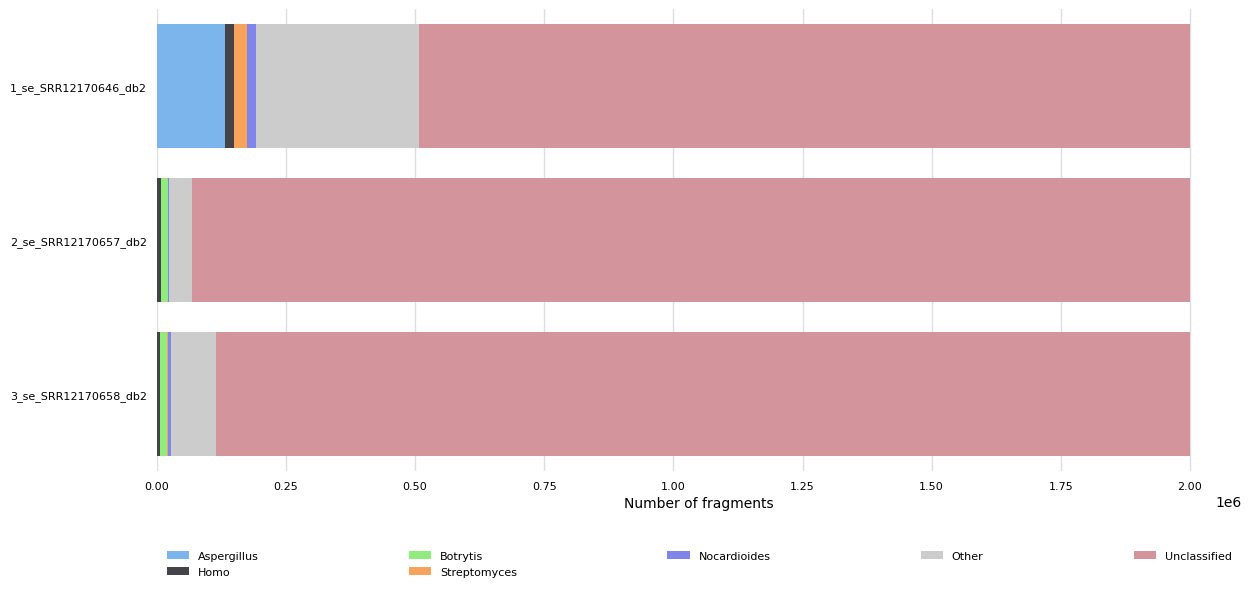 1_se_SRR12170646_db2
2_se_SRR12170657_db2
3_se_SRR12170658_db2
0.00 0.25 0.50 0.75 1.00 1.25 1.50 1.75 2.00
1e6
Number of fragments
Aspergillus Botrytis Nocardioides Other Unclassified
Homo Streptomyces